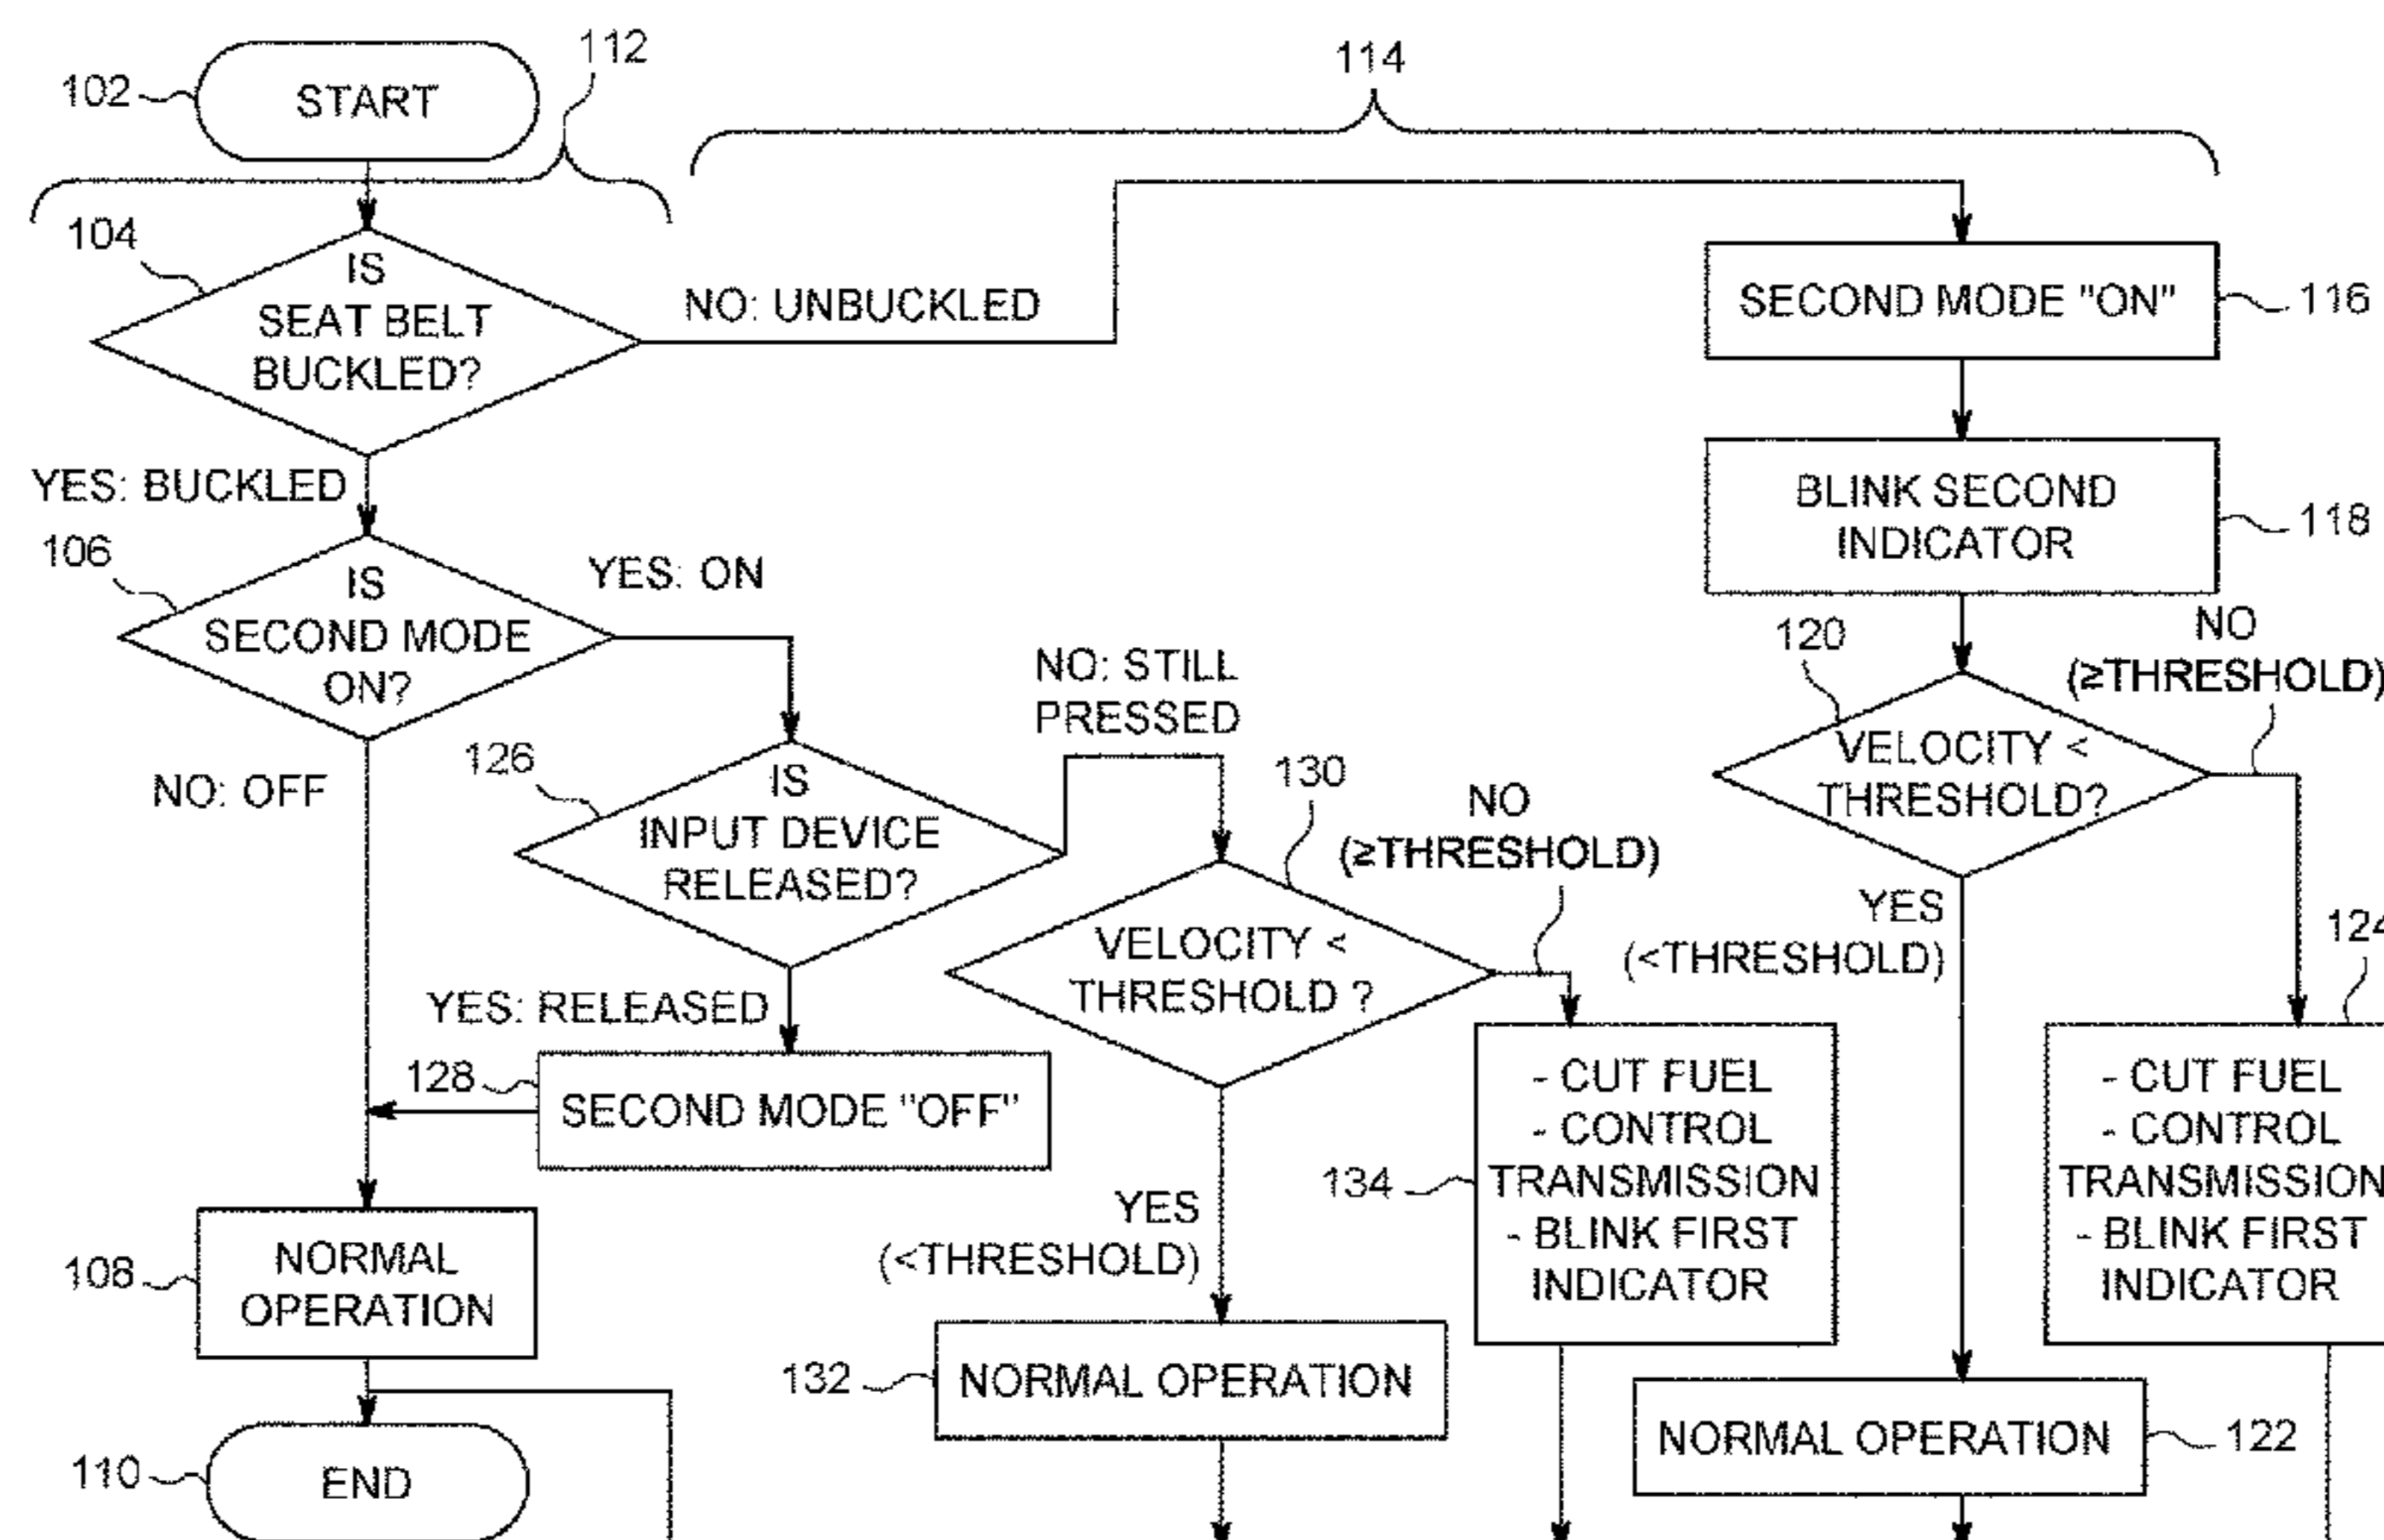 112
114
102
START
104
IS
SEAT BELT
BUCKLED?
NO: UNBUCKLED
SECOND MODE "ON"
116
YES: BUCKLED
BLINK SECOND
INDICATOR
118
106
IS
SECOND MODE
ON?
YES: ON
NO: STILL
PRESSED
120
NO
(≥THRESHOLD)
VELOCITY <
THRESHOLD?
NO: OFF
126
IS
INPUT DEVICE
RELEASED?
130
NO
(≥THRESHOLD)
YES
(<THRESHOLD)
124
VELOCITY <
THRESHOLD ?
YES: RELEASED
128
SECOND MODE "OFF"
134
- CUT FUEL
- CONTROL
TRANSMISSION
- BLINK FIRST
INDICATOR
- CUT FUEL
- CONTROL
TRANSMISSION
- BLINK FIRST
INDICATOR
YES
(<THRESHOLD)
108
NORMAL
OPERATION
132
NORMAL OPERATION
NORMAL OPERATION
122
110
END